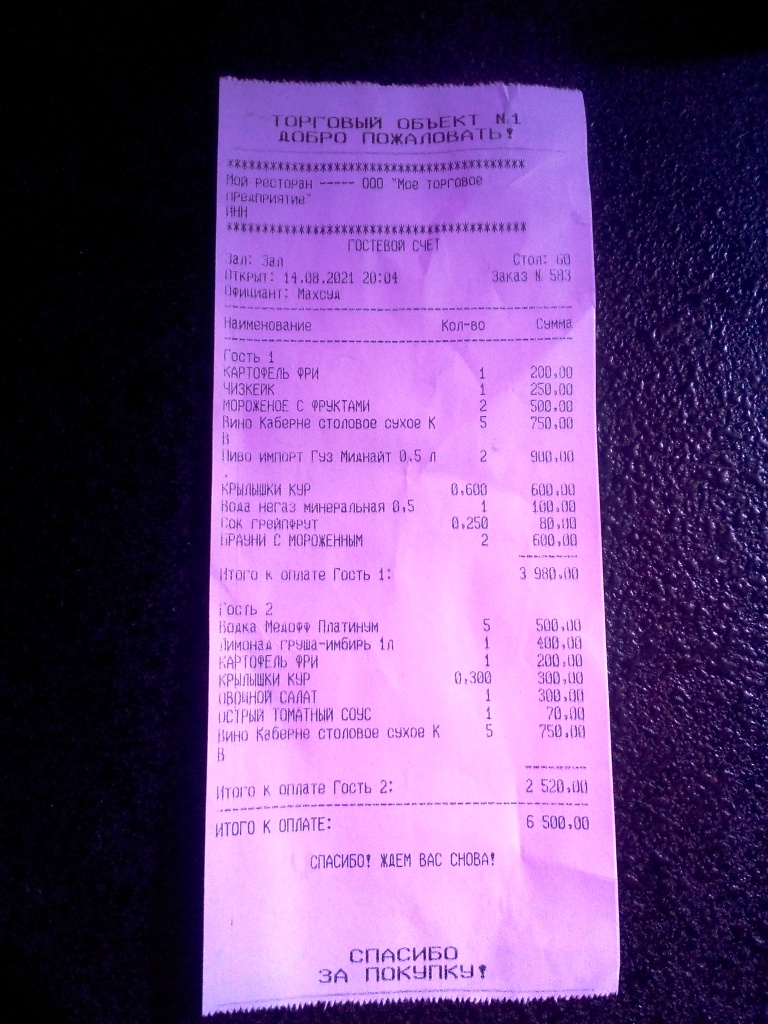 ТОРГОВЫЙ ОБЪЕКТ N.1
ДОБРО ПОЖАЛОВАТЬ!
****************************************
Мой ресторан ----- ООО "Мое торговое
предприятие"
ИНН
****************************************
ГОСТЕВОЙ СЧЕТ
Зал: Зал Стол: 60
Открыт: 14.08.2021 20:04 Заказ N 583
Официант: Махсуд
Наименование Кол-во Сумма
Гость 1
КАРТОФЕЛЬ ФРИ 1 200,00
ЧИЗКЕЙК 1 250,00
МОРОЖЕНОЕ С ФРУКТАМИ 2 500,00
Вино Каберне столовое сухое К 5 750,00
В
Пиво импорт Гуз Миднайт 0,5 л 2 900,00
.
КРЫЛЫШКИ КУР 0,600 600,00
Вода негаз минеральная 0,5 1 100,00
Сок грейпфрут 0,250 80,00
БРАУНИ С МОРОЖЕННЫМ 2 600,00
Итого к оплате Гость 1: 3 980,00
Гость 2
Водка Медофф Платинум 5 500,00
Лимонад груша-имбирь 1л 1 400,00
КАРТОФЕЛЬ ФРИ 1 200,00
КРЫЛЫШКИ КУР 0,300 300,00
ОВОЩНОЙ САЛАТ 1 300,00
ОСТРЫЙ ТОМАТНЫЙ СОУС 1 70,00
Вино Каберне столовое сухое К 5 750,00
В
Итого к оплате Гость 2: 2 520,00
ИТОГО К ОПЛАТЕ: 6 500,00
СПАСИБО! ЖДЕМ ВАС СНОВА!
СПАСИБО
ЗА ПОКУПКУ!